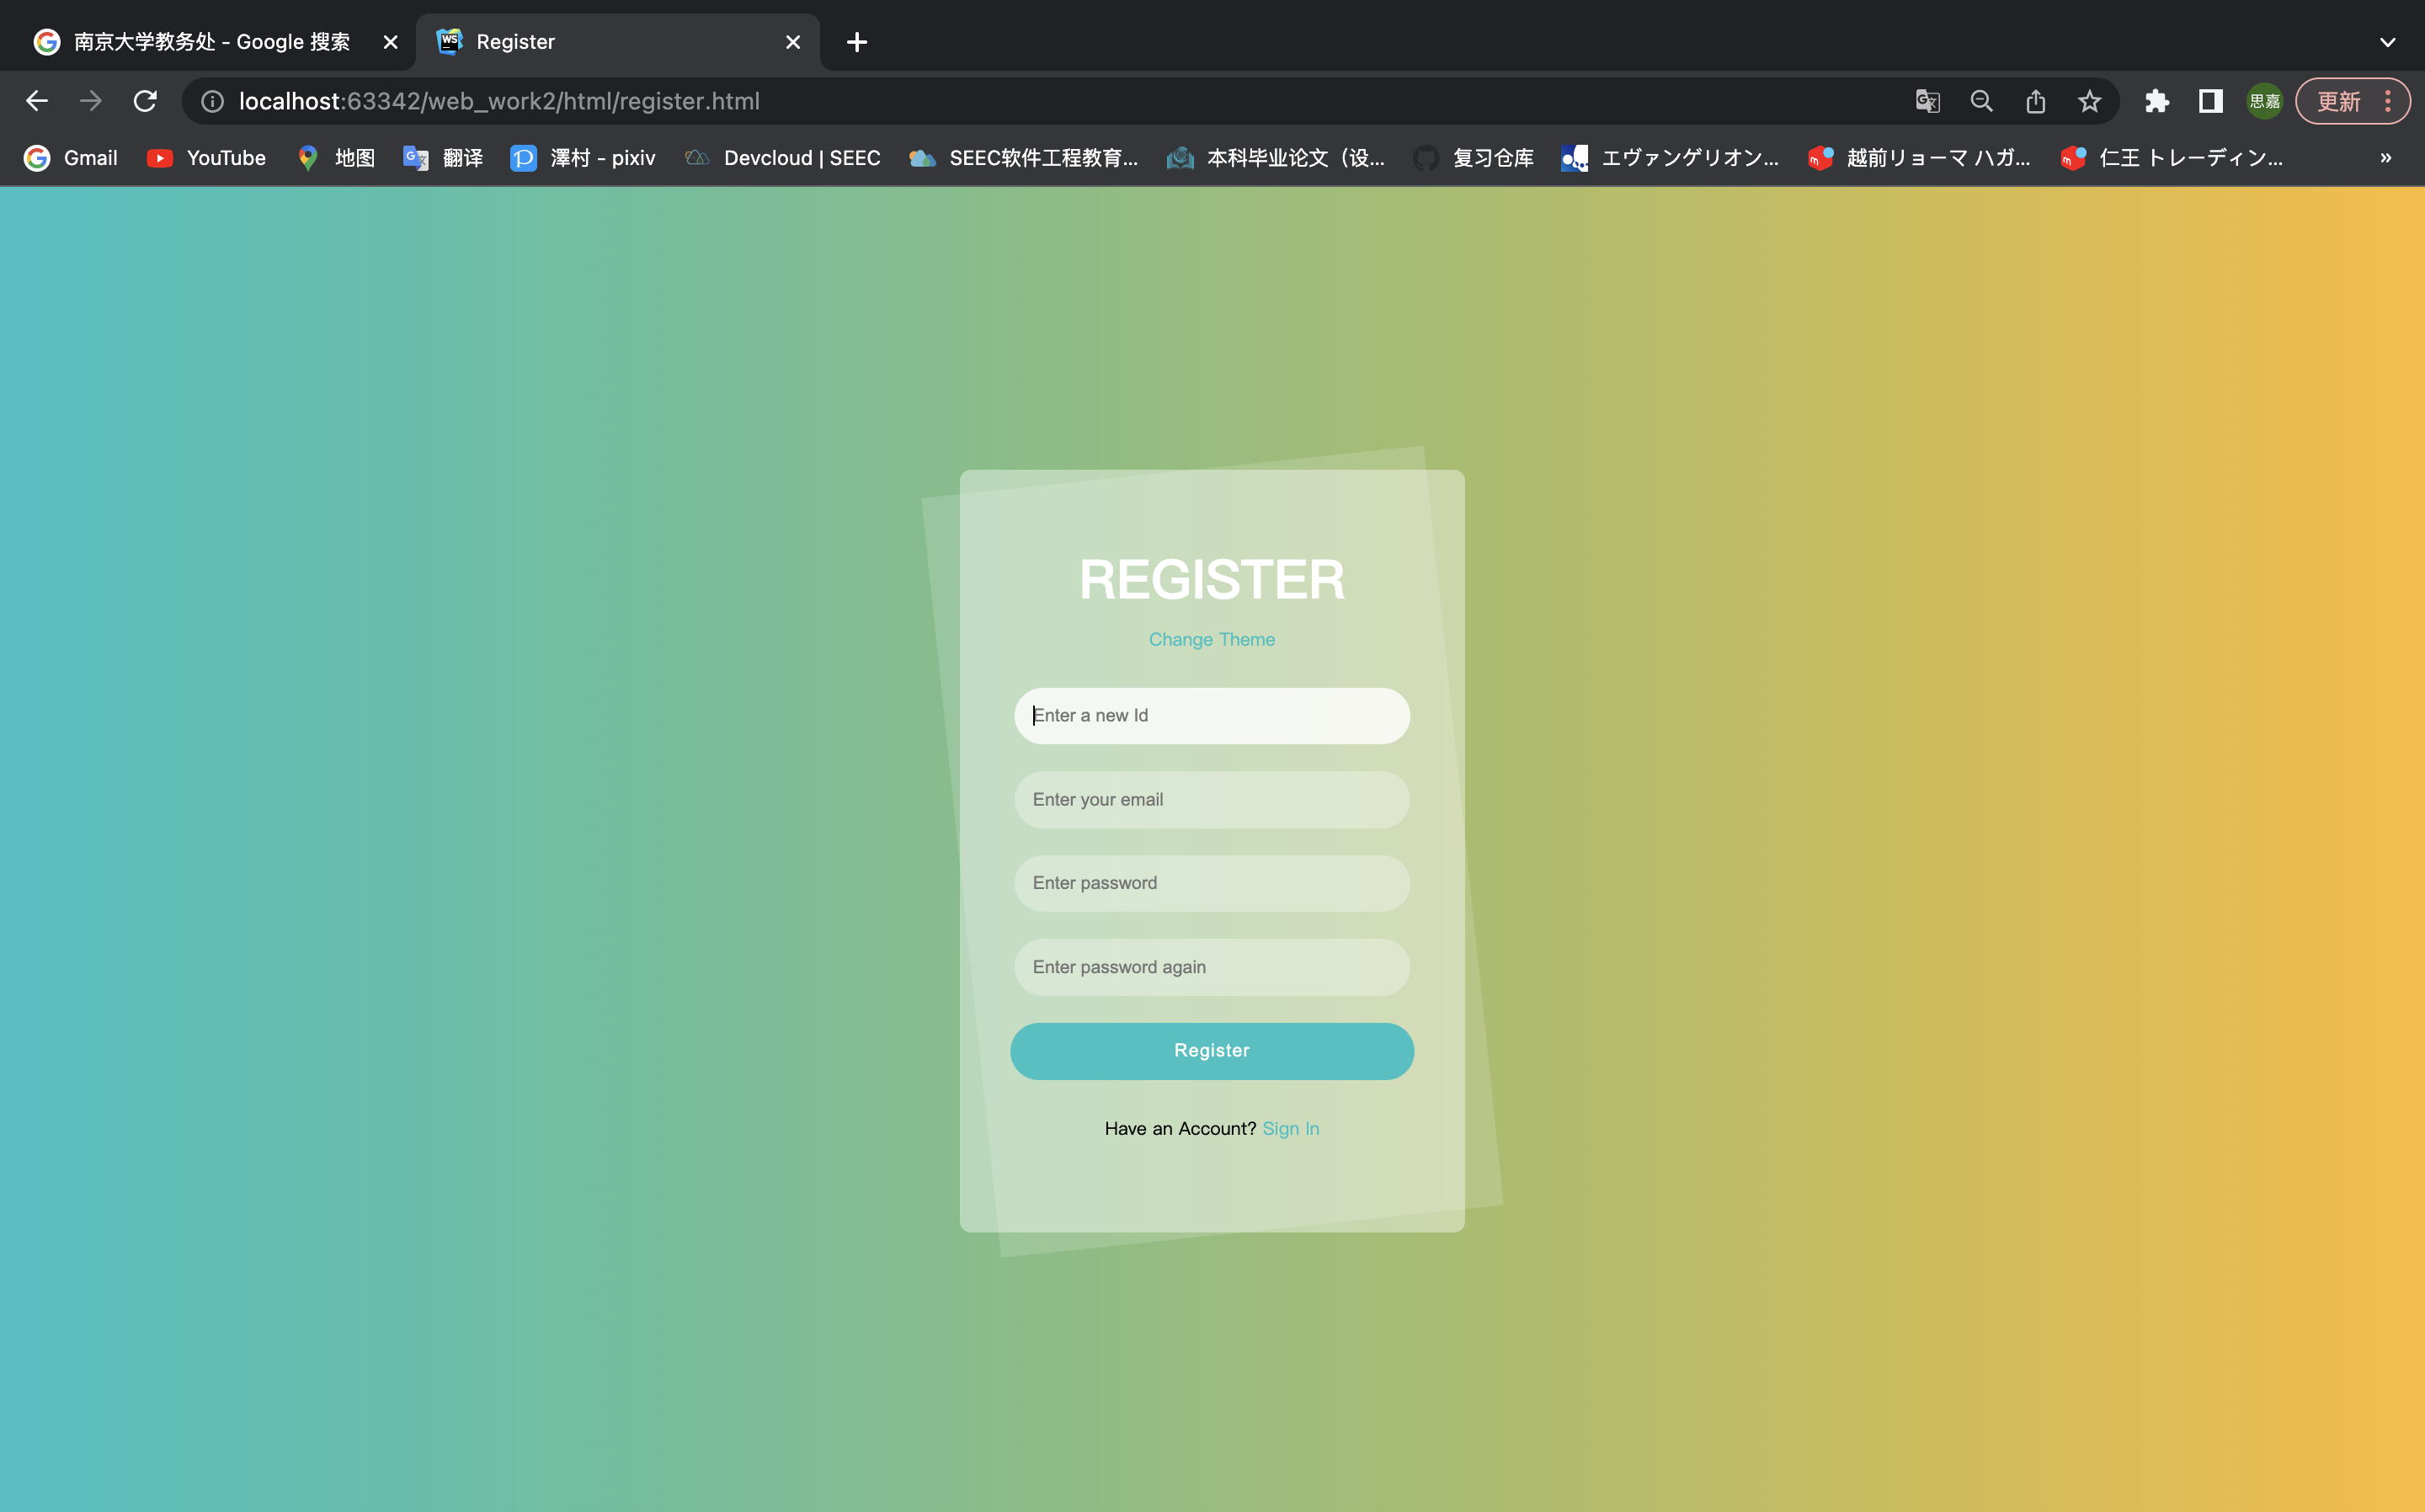 南京大学教务处 - Google 搜索
Register
localhost:63342/web_work2/html/register.html
思嘉
更新
Gmail
YouTube
地图
翻译
澤村 - pixiv
Devcloud | SEEC
SEEC软件工程教育...
本科毕业论文（设...
复习仓库
エヴァンゲリオン...
越前リョーマ ハガ...
仁王 トレーディン...
REGISTER
Change Theme
Enter a new Id
Enter your email
Enter password
Enter password again
Register
Have an Account? Sign In